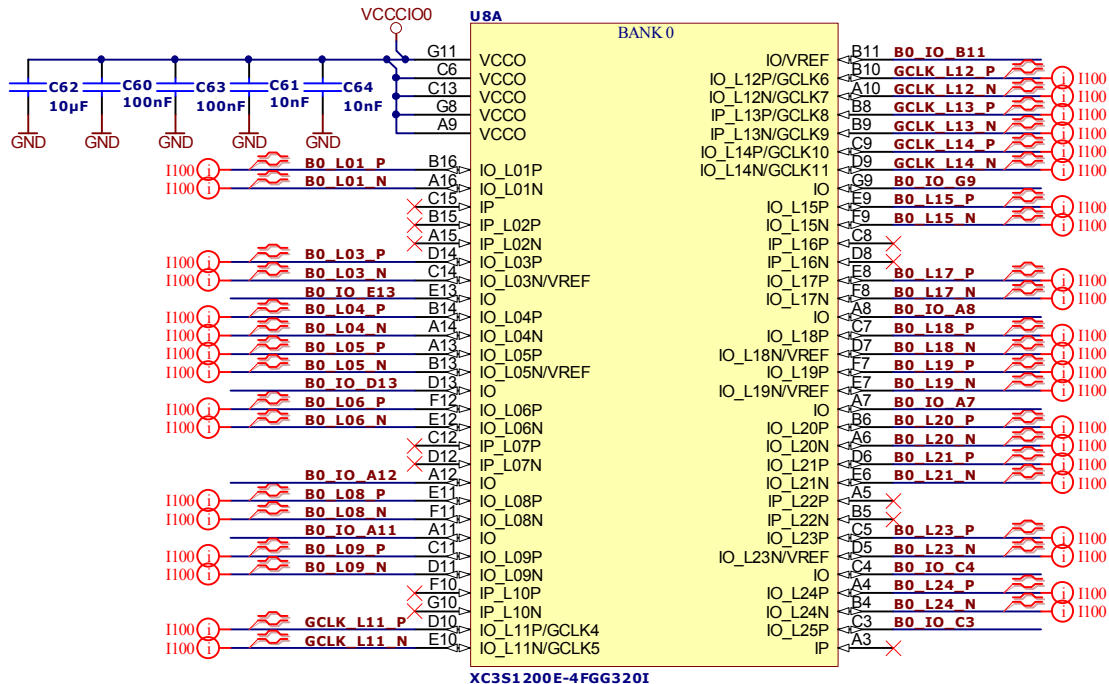 VCCCIO0
U8A
BANK 0
G11 VCCO
C6 VCCO
C13 VCCO
G8 VCCO
A9 VCCO
C62 10µF
C60 100nF
C63 100nF
C61 10nF
C64 10nF
GND GND GND GND GND
I100 i B0_L01_P B16 IO_L01P
I100 i B0_L01_N A16 IO_L01N
C15 IP
B15 IP_L02P
A15 IP_L02N
I100 i B0_L03_P D14 IO_L03P
I100 i B0_L03_N C14 IO_L03N/VREF
B0_IO_E13 E13 IO
I100 i B0_L04_P B14 IO_L04P
I100 i B0_L04_N A14 IO_L04N
I100 i B0_L05_P A13 IO_L05P
I100 i B0_L05_N B13 IO_L05N/VREF
B0_IO_D13 D13 IO
I100 i B0_L06_P F12 IO_L06P
I100 i B0_L06_N E12 IO_L06N
C12 IP_L07P
D12 IP_L07N
B0_IO_A12 A12 IO
I100 i B0_L08_P E11 IO_L08P
I100 i B0_L08_N F11 IO_L08N
B0_IO_A11 A11 IO
I100 i B0_L09_P C11 IO_L09P
I100 i B0_L09_N D11 IO_L09N
F10 IP_L10P
G10 IP_L10N
I100 i GCLK_L11_P D10 IO_L11P/GCLK4
I100 i GCLK_L11_N E10 IO_L11N/GCLK5
IO/VREF B11 B0_IO_B11
IO_L12P/GCLK6 B10 GCLK_L12_P i I100
IO_L12N/GCLK7 A10 GCLK_L12_N i I100
IP_L13P/GCLK8 B8 GCLK_L13_P i I100
IP_L13N/GCLK9 B9 GCLK_L13_N i I100
IO_L14P/GCLK10 C9 GCLK_L14_P i I100
IO_L14N/GCLK11 D9 GCLK_L14_N i I100
IO G9 B0_IO_G9
IO_L15P E9 B0_L15_P i I100
IO_L15N F9 B0_L15_N i I100
IP_L16P C8
IP_L16N D8
IO_L17P E8 B0_L17_P i I100
IO_L17N F8 B0_L17_N i I100
IO A8 B0_IO_A8
IO_L18P C7 B0_L18_P i I100
IO_L18N/VREF D7 B0_L18_N i I100
IO_L19P F7 B0_L19_P i I100
IO_L19N/VREF E7 B0_L19_N i I100
IO A7 B0_IO_A7
IO_L20P B6 B0_L20_P i I100
IO_L20N A6 B0_L20_N i I100
IO_L21P D6 B0_L21_P i I100
IO_L21N E6 B0_L21_N i I100
IP_L22P A5
IP_L22N B5
IO_L23P C5 B0_L23_P i I100
IO_L23N/VREF D5 B0_L23_N i I100
IO C4 B0_IO_C4
IO_L24P A4 B0_L24_P i I100
IO_L24N B4 B0_L24_N i I100
IO_L25P C3 B0_IO_C3
IP A3
XC3S1200E-4FGG320I